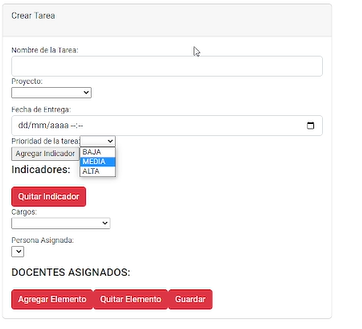 Crear Tarea
Nombre de la Tarea:
Proyecto:
Fecha de Entrega:
dd/mm/aaaa --:--
Prioridad de la tarea:
BAJA
MEDIA
ALTA
Agregar Indicador
Indicadores:
Quitar Indicador
Cargos:
Persona Asignada:
DOCENTES ASIGNADOS:
Agregar Elemento Quitar Elemento Guardar